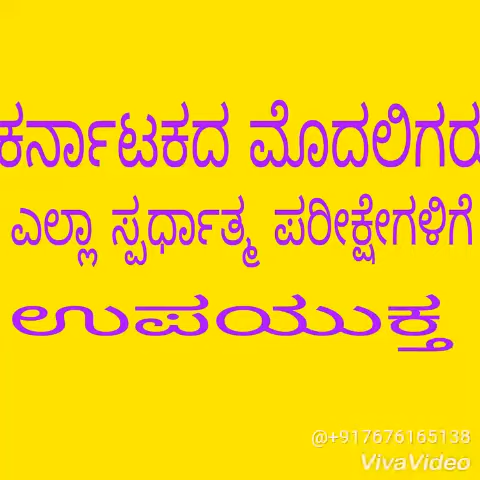 ಕರ್ನಾಟಕದ ಮೊದಲಿಗರು
ಎಲ್ಲಾ ಸ್ಪರ್ಧಾತ್ಮ ಪರೀಕ್ಷೇಗಳಿಗೆ
ಉಪಯುಕ್ತ
@+917676165138
VivaVideo